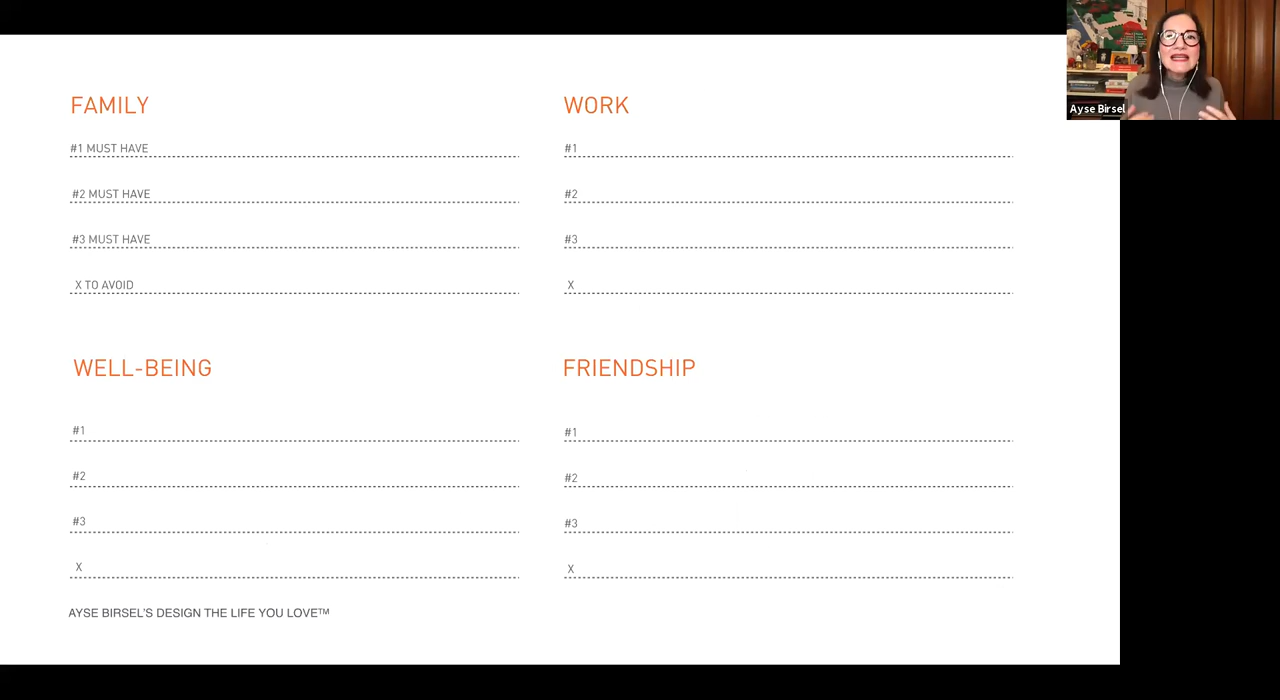 FAMILY
#1 MUST HAVE
#2 MUST HAVE
#3 MUST HAVE
X TO AVOID
WORK
#1
#2
#3
X
WELL-BEING
#1
#2
#3
X
FRIENDSHIP
#1
#2
#3
X
AYSE BIRSEL'S DESIGN THE LIFE YOU LOVE™
Ayse Birsel